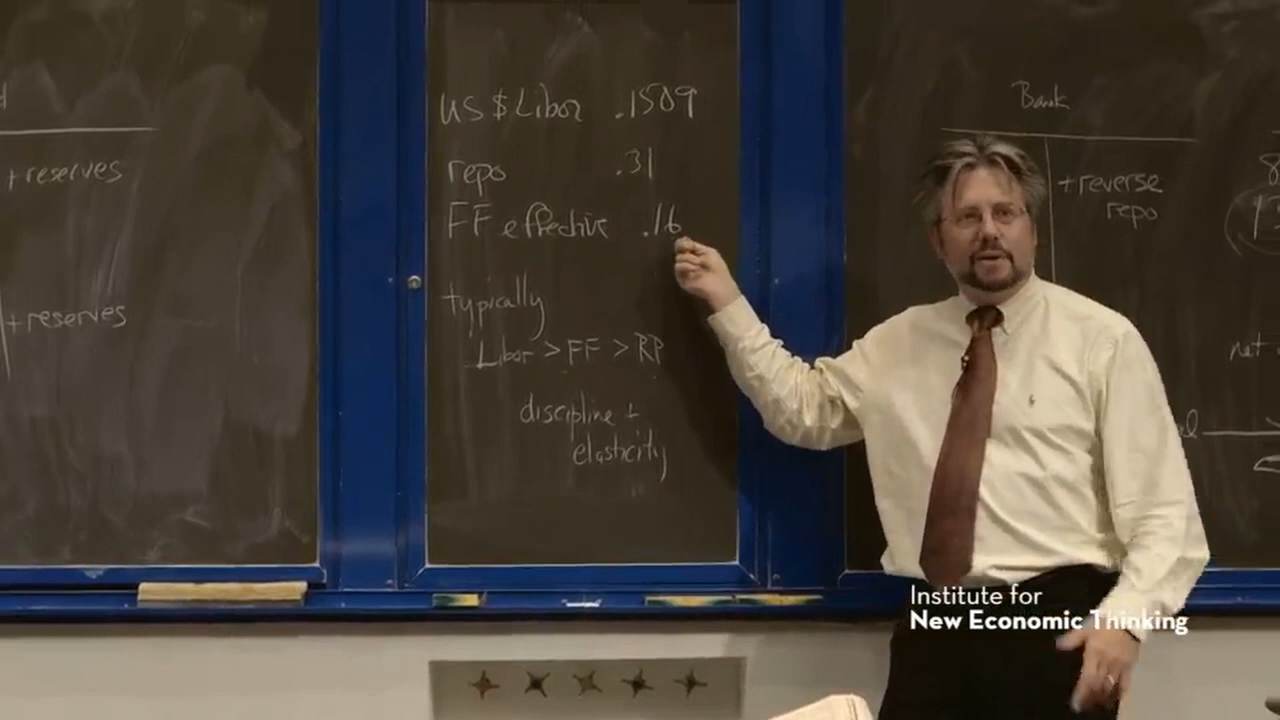 +reserves
+reserves
US $ Libor .1509
repo .31
FF effective .16
typically
Libor > FF > RP
discipline +
elasticity
Bank
+reverse
repo
net
Institute for
New Economic Thinking